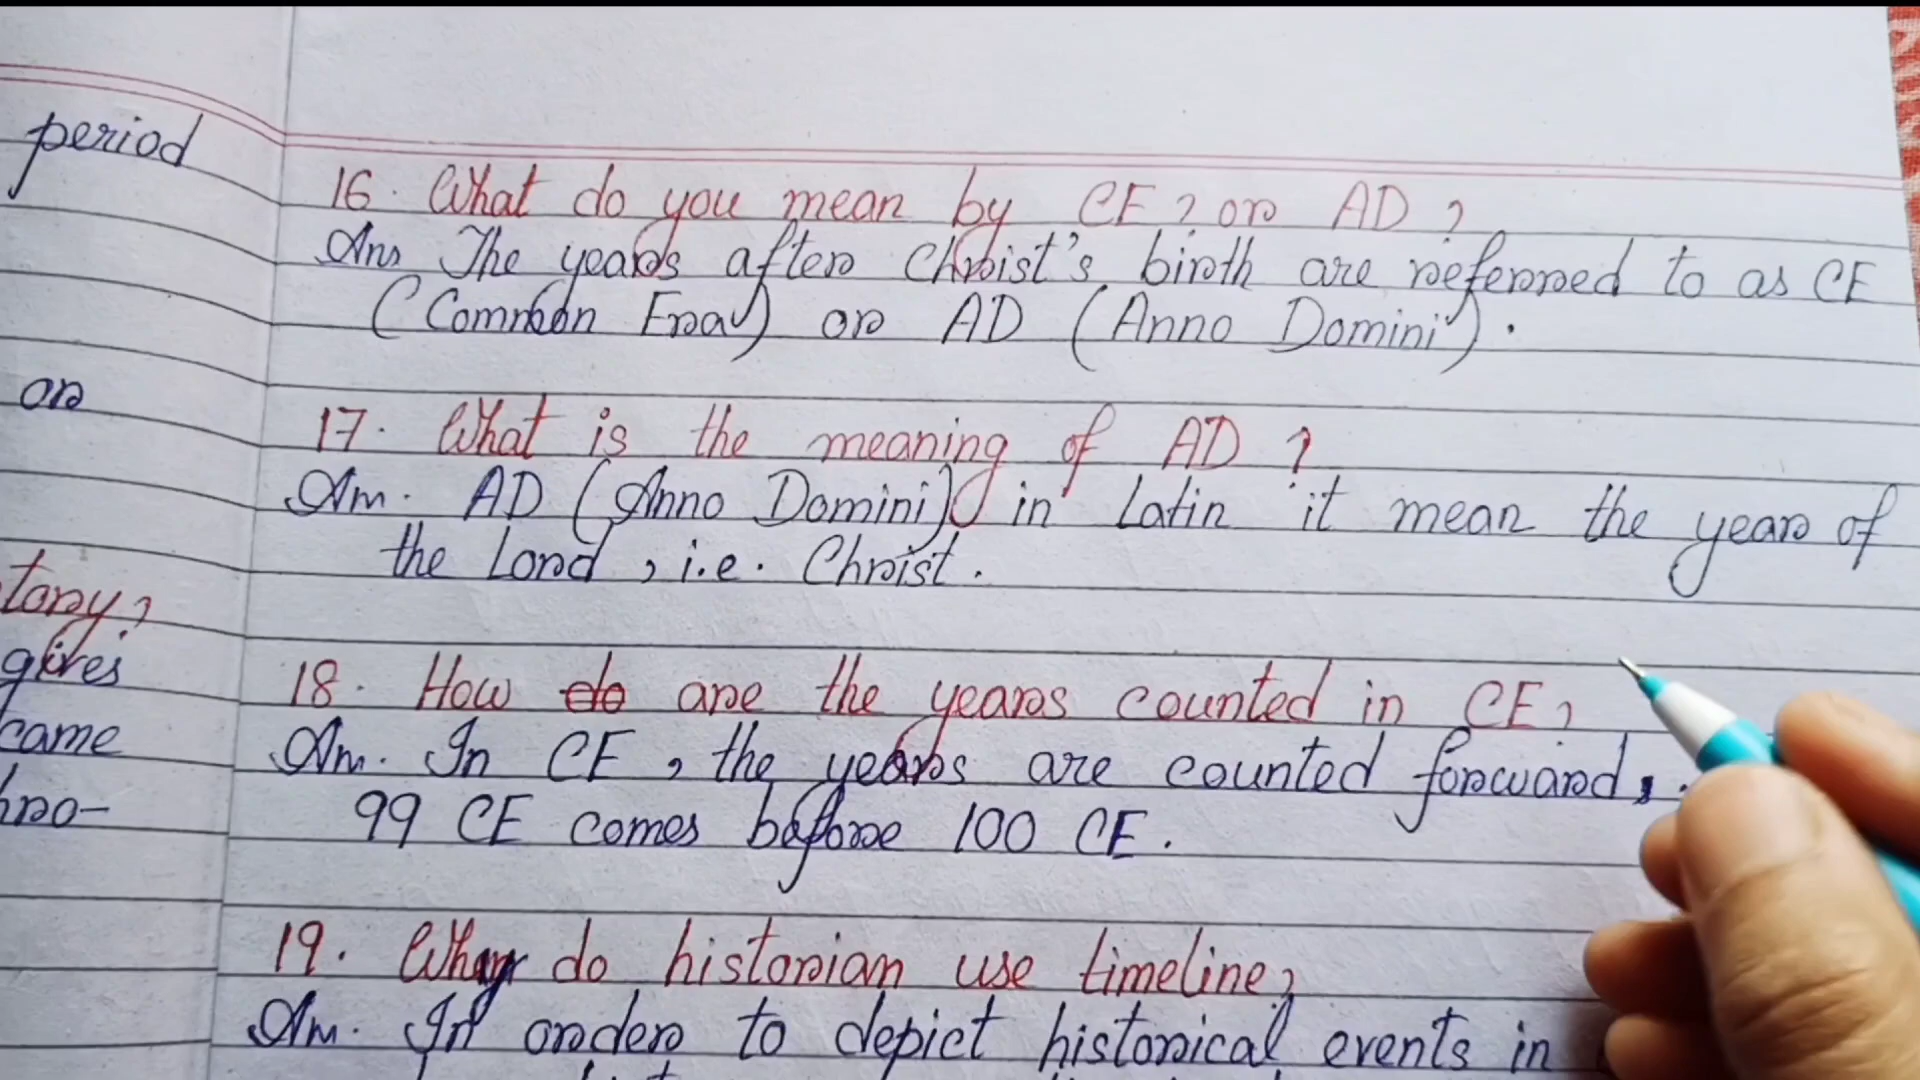 period
or
tory?
gives
came
hro-
16. What do you mean by CE? or AD?
Ans The years after Christ's birth are referred to as CE
(Common Era) or AD (Anno Domini).
17. What is the meaning of AD?
Ans. AD (Anno Domini) in Latin it mean the year of
the Lord, i.e. Christ.
18. How do are the years counted in CE?
Ans. In CE, the years are counted forward.
99 CE comes before 100 CE.
19. Why do historian use timeline?
Ans. In order to depict historical events in